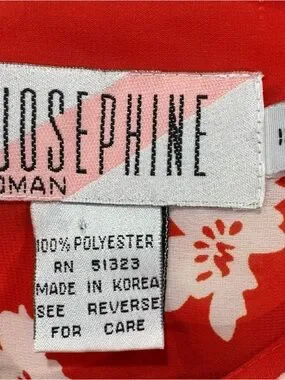 JOSEPHINE
OMAN
100% POLYESTER
RN 51323
MADE IN KOREA
SEE REVERSE
FOR CARE